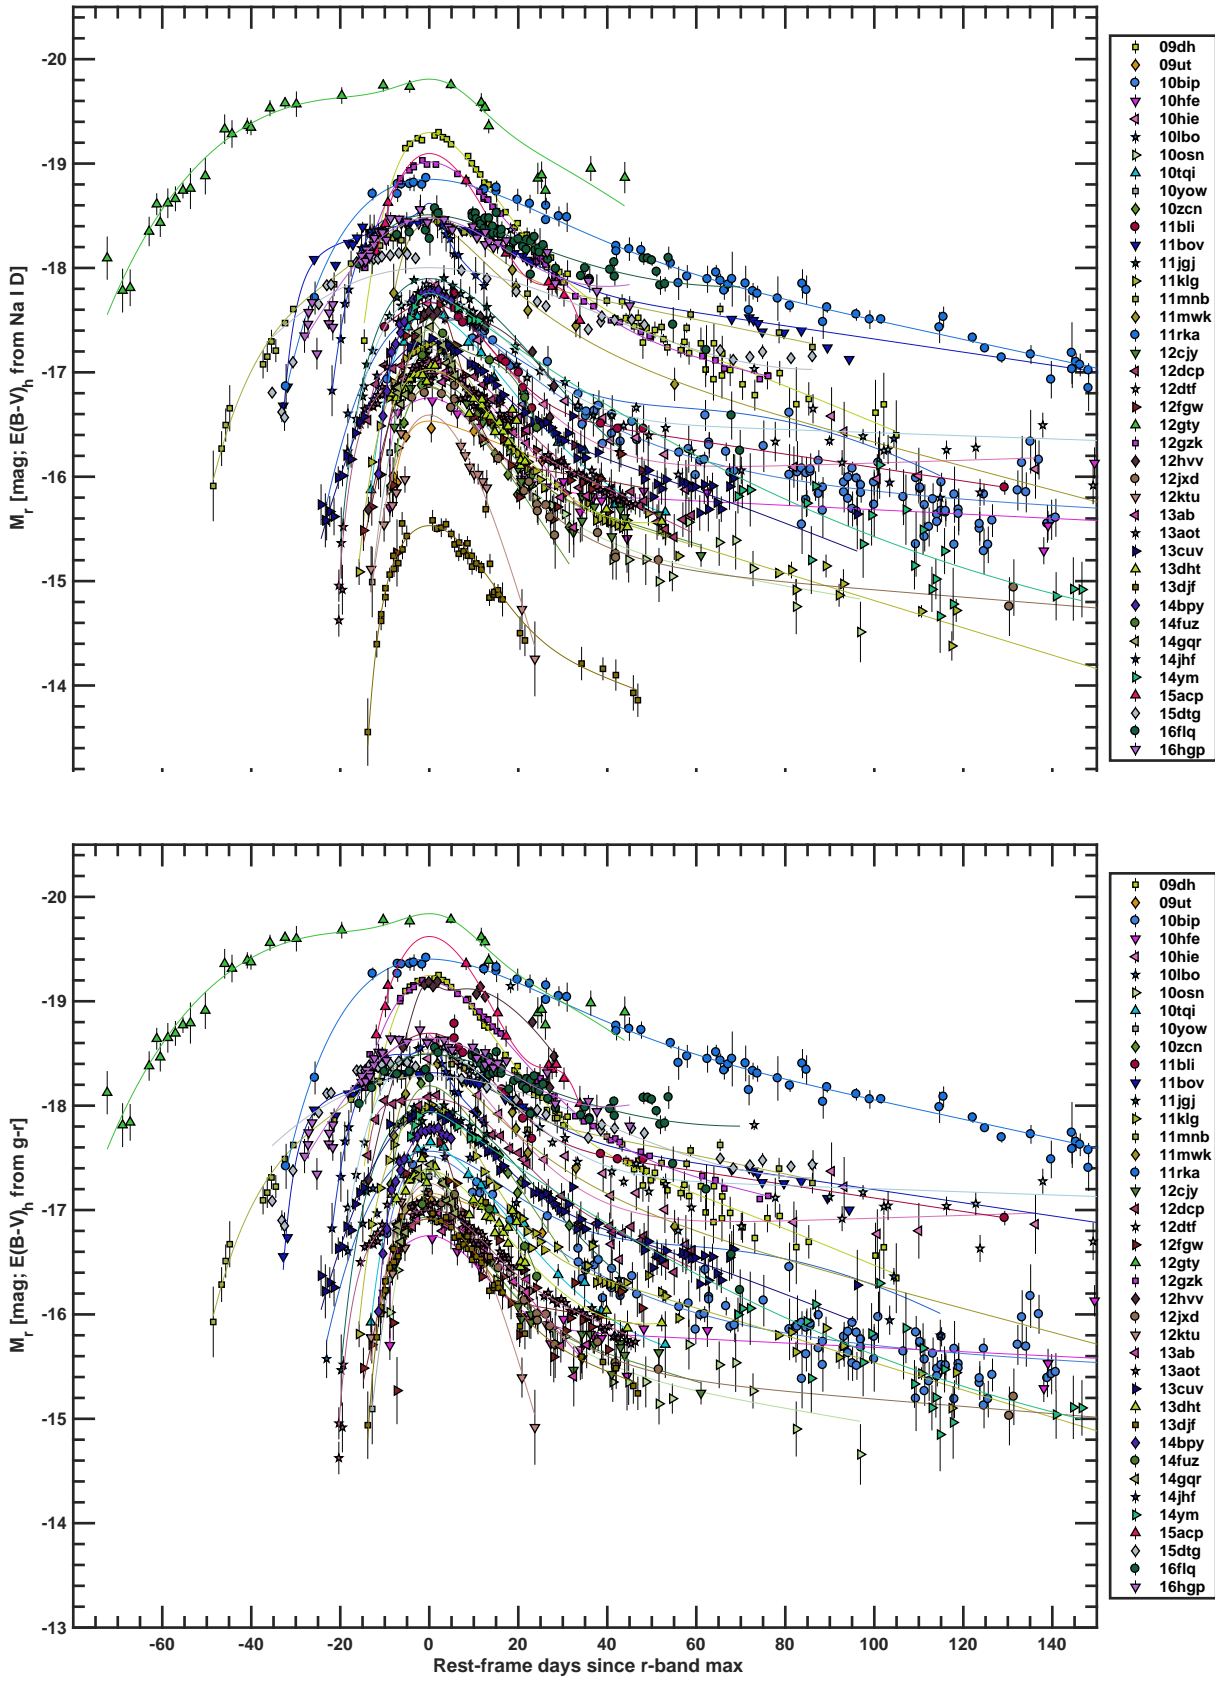 -20
-19
-18
-17
-16
-15
-14
M_r [mag; E(B-V)_h from Na I D]
09dh
09ut
10bip
10hfe
10hie
10lbo
10osn
10tqi
10yow
10zcn
11bli
11bov
11jgj
11klg
11mnb
11mwk
11rka
12cjy
12dcp
12dtf
12fgw
12gty
12gzk
12hvv
12jxd
12ktu
13ab
13aot
13cuv
13dht
13djf
14bpy
14fuz
14gqr
14jhf
14ym
15acp
15dtg
16flq
16hgp
-20
-19
-18
-17
-16
-15
-14
-13
M_r [mag; E(B-V)_h from g-r]
-60 -40 -20 0 20 40 60 80 100 120 140
Rest-frame days since r-band max
09dh
09ut
10bip
10hfe
10hie
10lbo
10osn
10tqi
10yow
10zcn
11bli
11bov
11jgj
11klg
11mnb
11mwk
11rka
12cjy
12dcp
12dtf
12fgw
12gty
12gzk
12hvv
12jxd
12ktu
13ab
13aot
13cuv
13dht
13djf
14bpy
14fuz
14gqr
14jhf
14ym
15acp
15dtg
16flq
16hgp